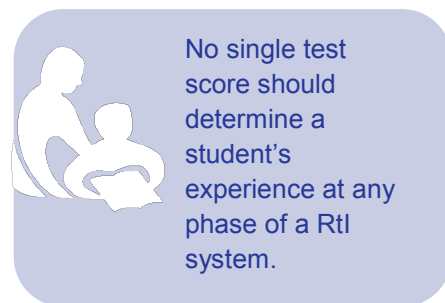 No single test
score should
determine a
student’s
experience at any
phase of a RtI
system.